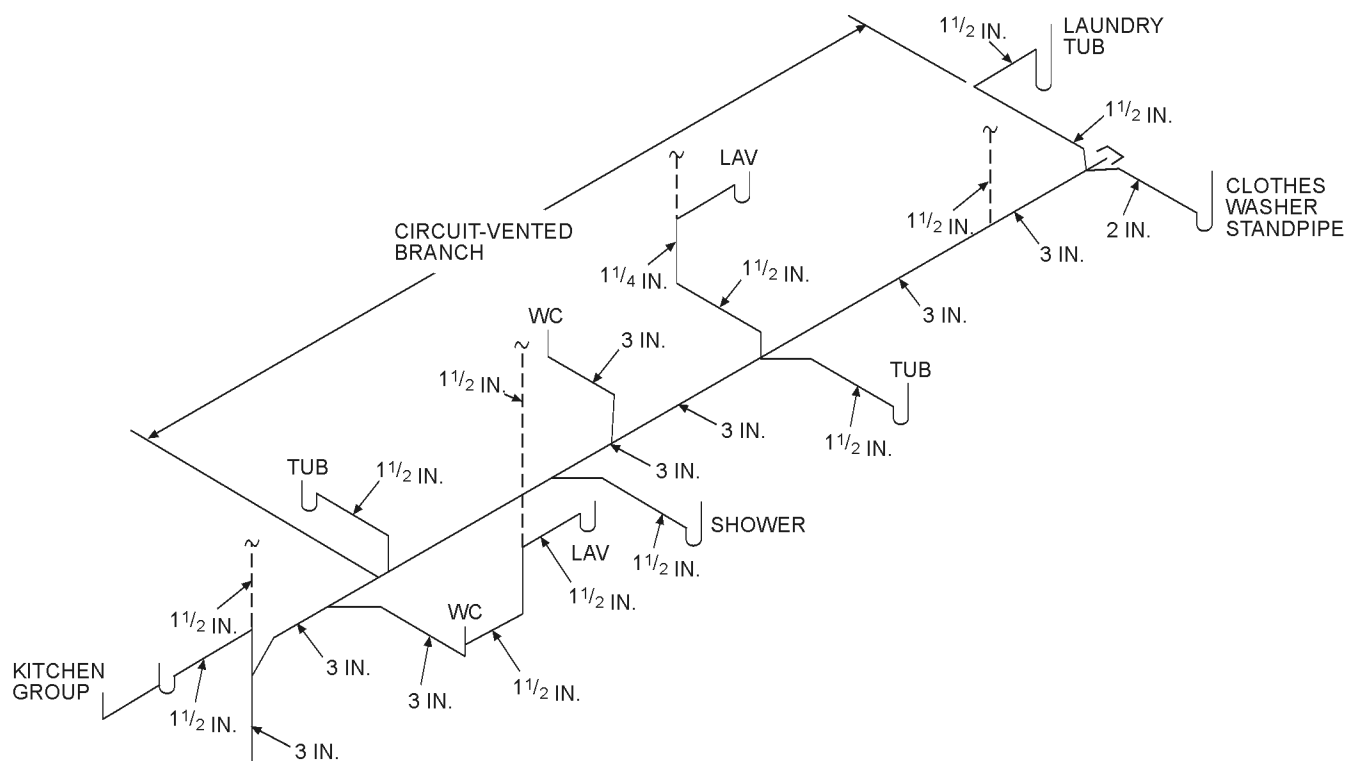 1 1/2 IN.
LAUNDRY
TUB
1 1/2 IN.
LAV
CLOTHES
WASHER
STANDPIPE
1 1/2 IN.
2 IN.
3 IN.
CIRCUIT-VENTED
BRANCH
1 1/4 IN.
1 1/2 IN.
3 IN.
WC
3 IN.
1 1/2 IN.
TUB
3 IN.
1 1/2 IN.
3 IN.
TUB
1 1/2 IN.
SHOWER
LAV
1 1/2 IN.
1 1/2 IN.
WC
1 1/2 IN.
3 IN.
3 IN.
1 1/2 IN.
KITCHEN
GROUP
1 1/2 IN.
3 IN.